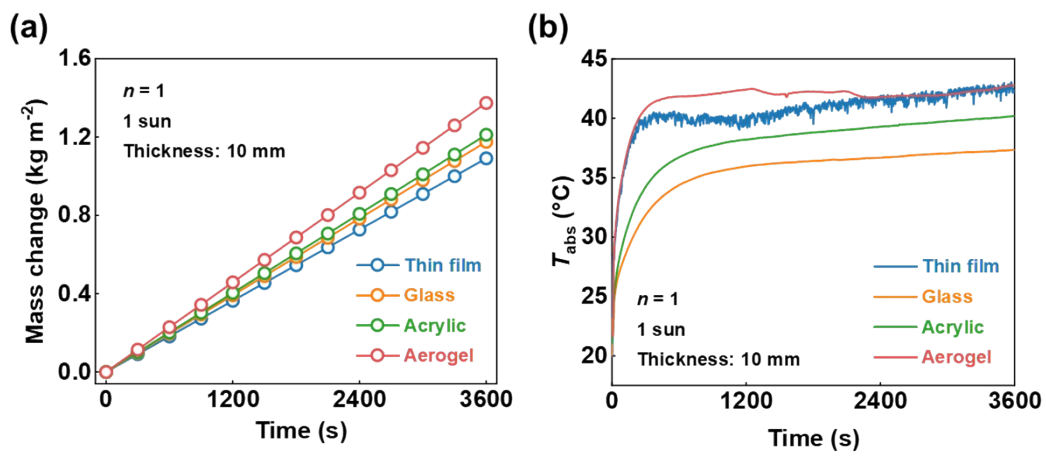 (a)
Mass change (kg m-2)
1.6
1.2
0.8
0.4
0.0
n = 1
1 sun
Thickness: 10 mm
Thin film
Glass
Acrylic
Aerogel
0 1200 2400 3600
Time (s)
(b)
Tabs (°C)
45
40
35
30
25
20
n = 1
1 sun
Thickness: 10 mm
Thin film
Glass
Acrylic
Aerogel
0 1200 2400 3600
Time (s)